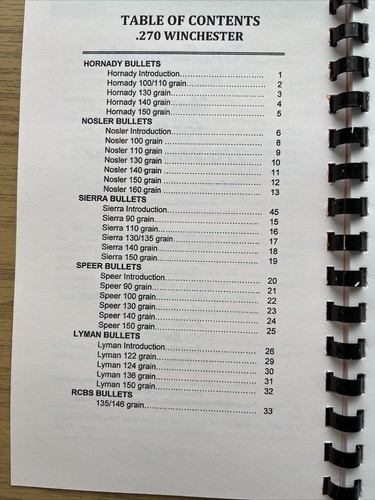 TABLE OF CONTENTS
.270 WINCHESTER
HORNADY BULLETS
Hornady Introduction.......................................... 1
Hornady 100/110 grain....................................... 2
Hornady 130 grain............................................. 3
Hornady 140 grain............................................. 4
Hornady 150 grain............................................. 5
NOSLER BULLETS
Nosler Introduction............................................. 6
Nosler 100 grain ............................................... 8
Nosler 110 grain ............................................... 9
Nosler 130 grain ............................................... 10
Nosler 140 grain ............................................... 11
Nosler 150 grain ............................................... 12
Nosler 160 grain ............................................... 13
SIERRA BULLETS
Sierra Introduction............................................. 45
Sierra 90 grain.................................................. 15
Sierra 110 grain................................................ 16
Sierra 130/135 grain.......................................... 17
Sierra 140 grain................................................ 18
Sierra 150 grain................................................ 19
SPEER BULLETS
Speer Introduction............................................. 20
Speer 90 grain.................................................. 21
Speer 100 grain................................................ 22
Speer 130 grain................................................ 23
Speer 140 grain................................................ 24
Speer 150 grain................................................ 25
LYMAN BULLETS
Lyman Introduction............................................ 26
Lyman 122 grain............................................... 29
Lyman 124 grain............................................... 30
Lyman 136 grain............................................... 31
Lyman 150 grain............................................... 32
RCBS BULLETS
135/146 grain.................................................... 33